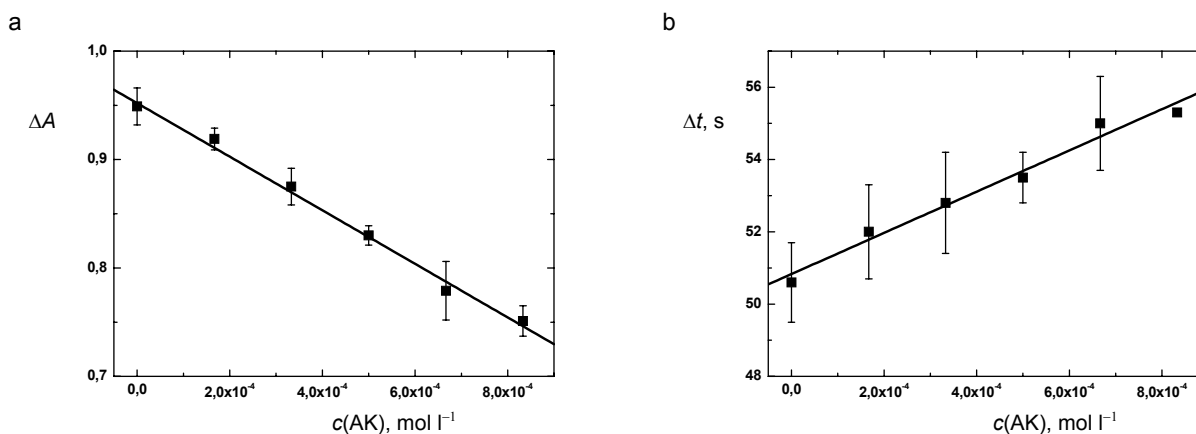 a
1,0
0,9
0,8
0,7
ΔA
0,0 2,0x10⁻⁴ 4,0x10⁻⁴ 6,0x10⁻⁴ 8,0x10⁻⁴
c(AK), mol l⁻¹
b
56
54
52
50
48
Δt, s
0,0 2,0x10⁻⁴ 4,0x10⁻⁴ 6,0x10⁻⁴ 8,0x10⁻⁴
c(AK), mol l⁻¹